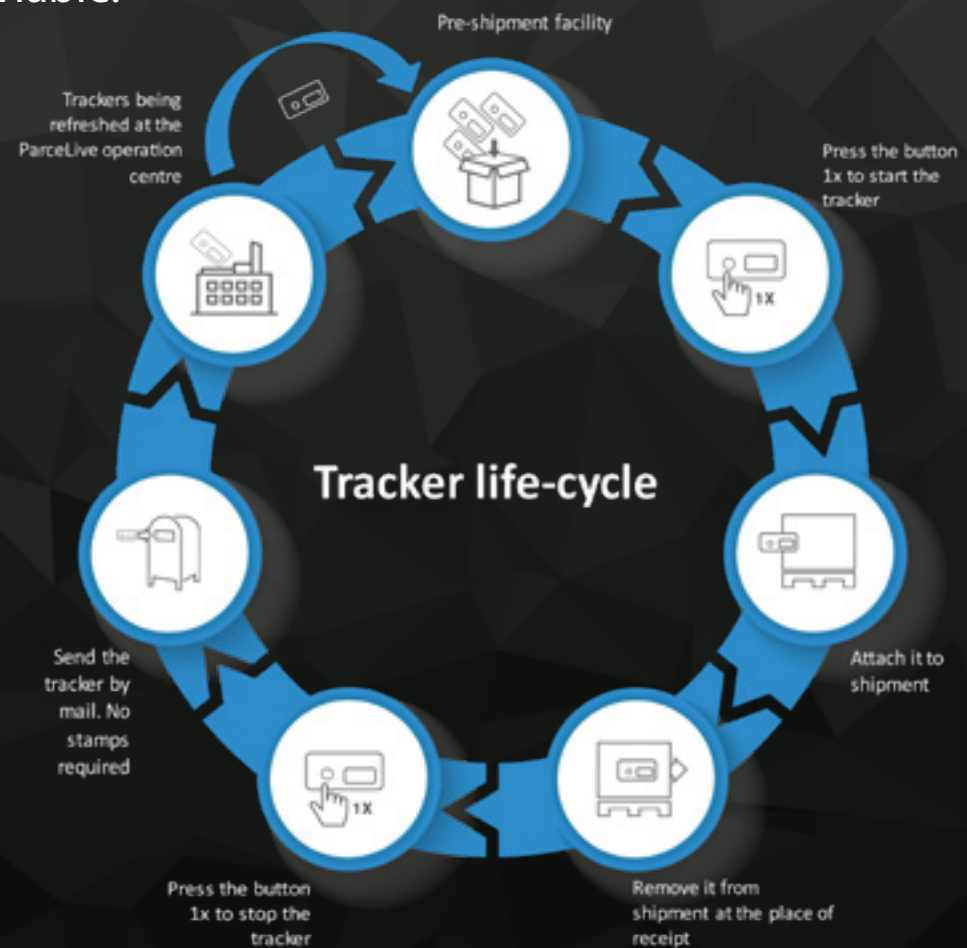 Pre-shipment facility
Trackers being
refreshed at the
ParceLive operation
centre
Press the button
1x to start the
tracker
1X
Tracker life-cycle
Attach it to
shipment
Send the
tracker by
mail. No
stamps
required
1X
Press the button
1x to stop the
tracker
Remove it from
shipment at the place of
receipt